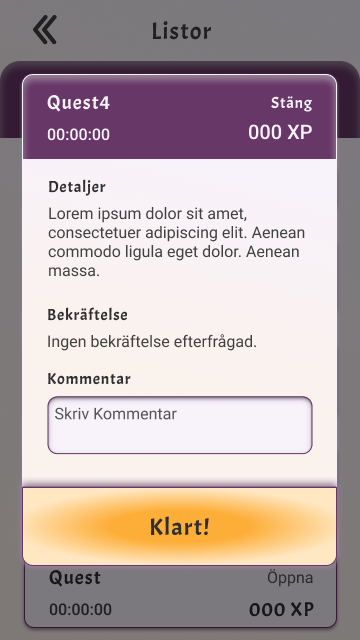 Listor
Quest4
Stäng
00:00:00
000 XP
Detaljer
Lorem ipsum dolor sit amet,
consectetuer adipiscing elit. Aenean
commodo ligula eget dolor. Aenean
massa.
Bekräftelse
Ingen bekräftelse efterfrågad.
Kommentar
Skriv Kommentar
Klart!
Quest
Öppna
00:00:00
000 XP